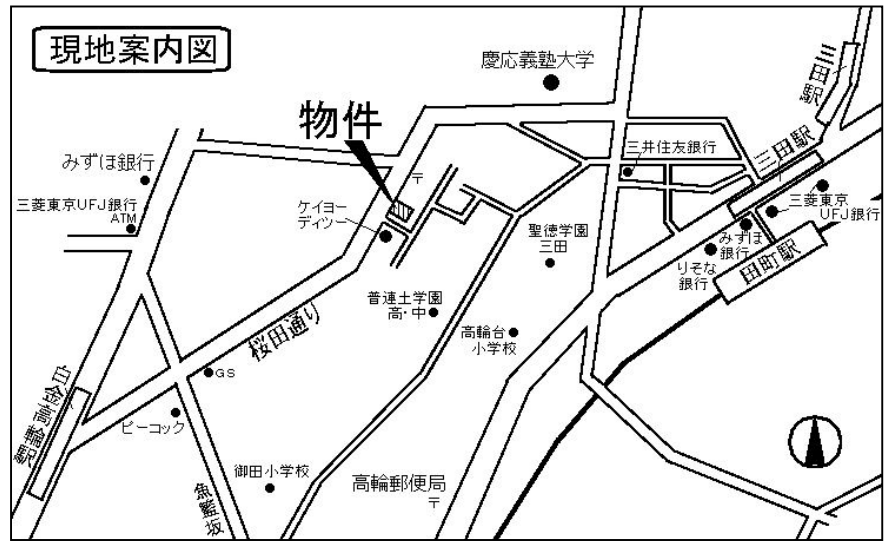 現地案内図
慶応義塾大学
三田駅
物件
みずほ銀行
三井住友銀行
三田駅
〒
三菱東京UFJ銀行
ATM
ケイヨー
デイツー
聖徳学園
三田
三菱東京
UFJ銀行
みずほ
銀行
りそな
銀行
田町駅
普連土学園
高・中
桜田通り
高輪台
小学校
GS
白金高輪駅
ピーコック
御田小学校
魚籃坂
高輪郵便局
〒